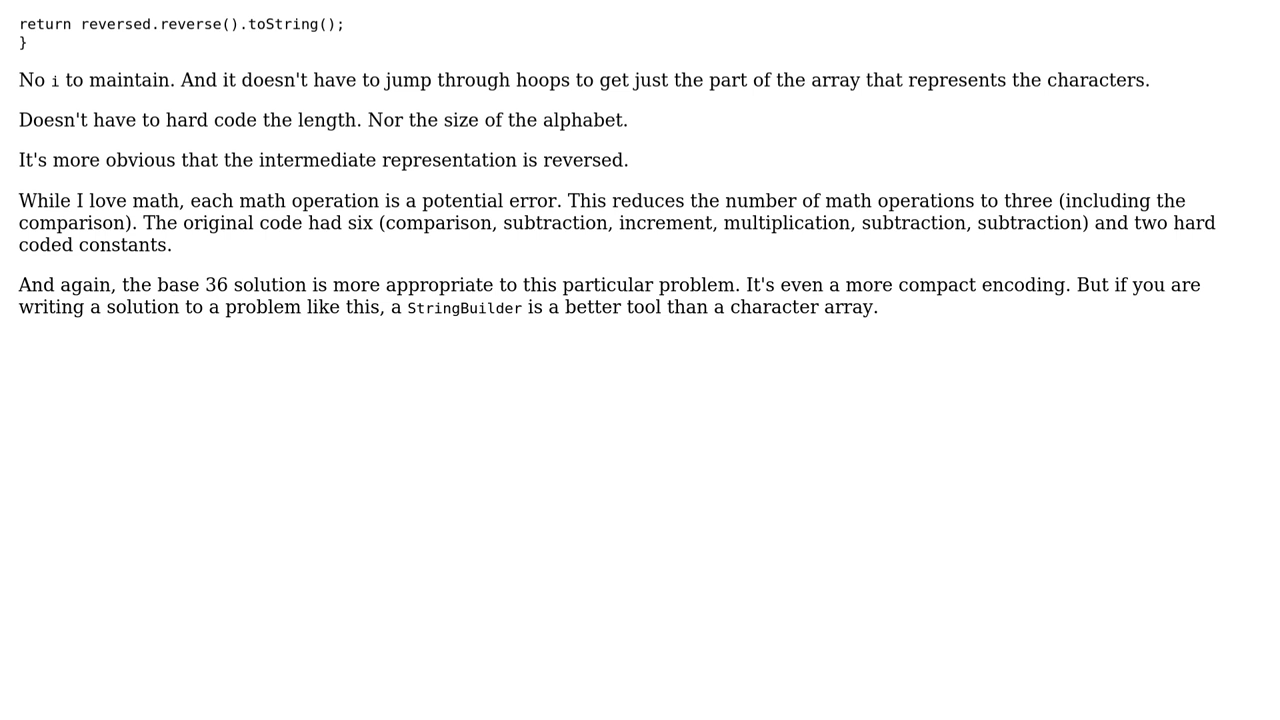 return reversed.reverse().toString();
}
No i to maintain. And it doesn't have to jump through hoops to get just the part of the array that represents the characters.
Doesn't have to hard code the length. Nor the size of the alphabet.
It's more obvious that the intermediate representation is reversed.
While I love math, each math operation is a potential error. This reduces the number of math operations to three (including the
comparison). The original code had six (comparison, subtraction, increment, multiplication, subtraction, subtraction) and two hard
coded constants.
And again, the base 36 solution is more appropriate to this particular problem. It's even a more compact encoding. But if you are
writing a solution to a problem like this, a StringBuilder is a better tool than a character array.